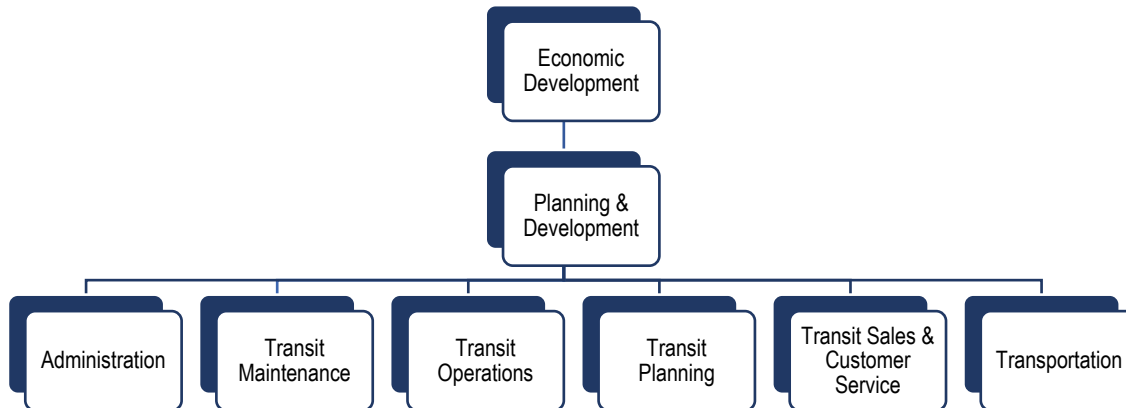 Economic
Development
Planning &
Development
Administration
Transit
Maintenance
Transit
Operations
Transit
Planning
Transit Sales &
Customer
Service
Transportation